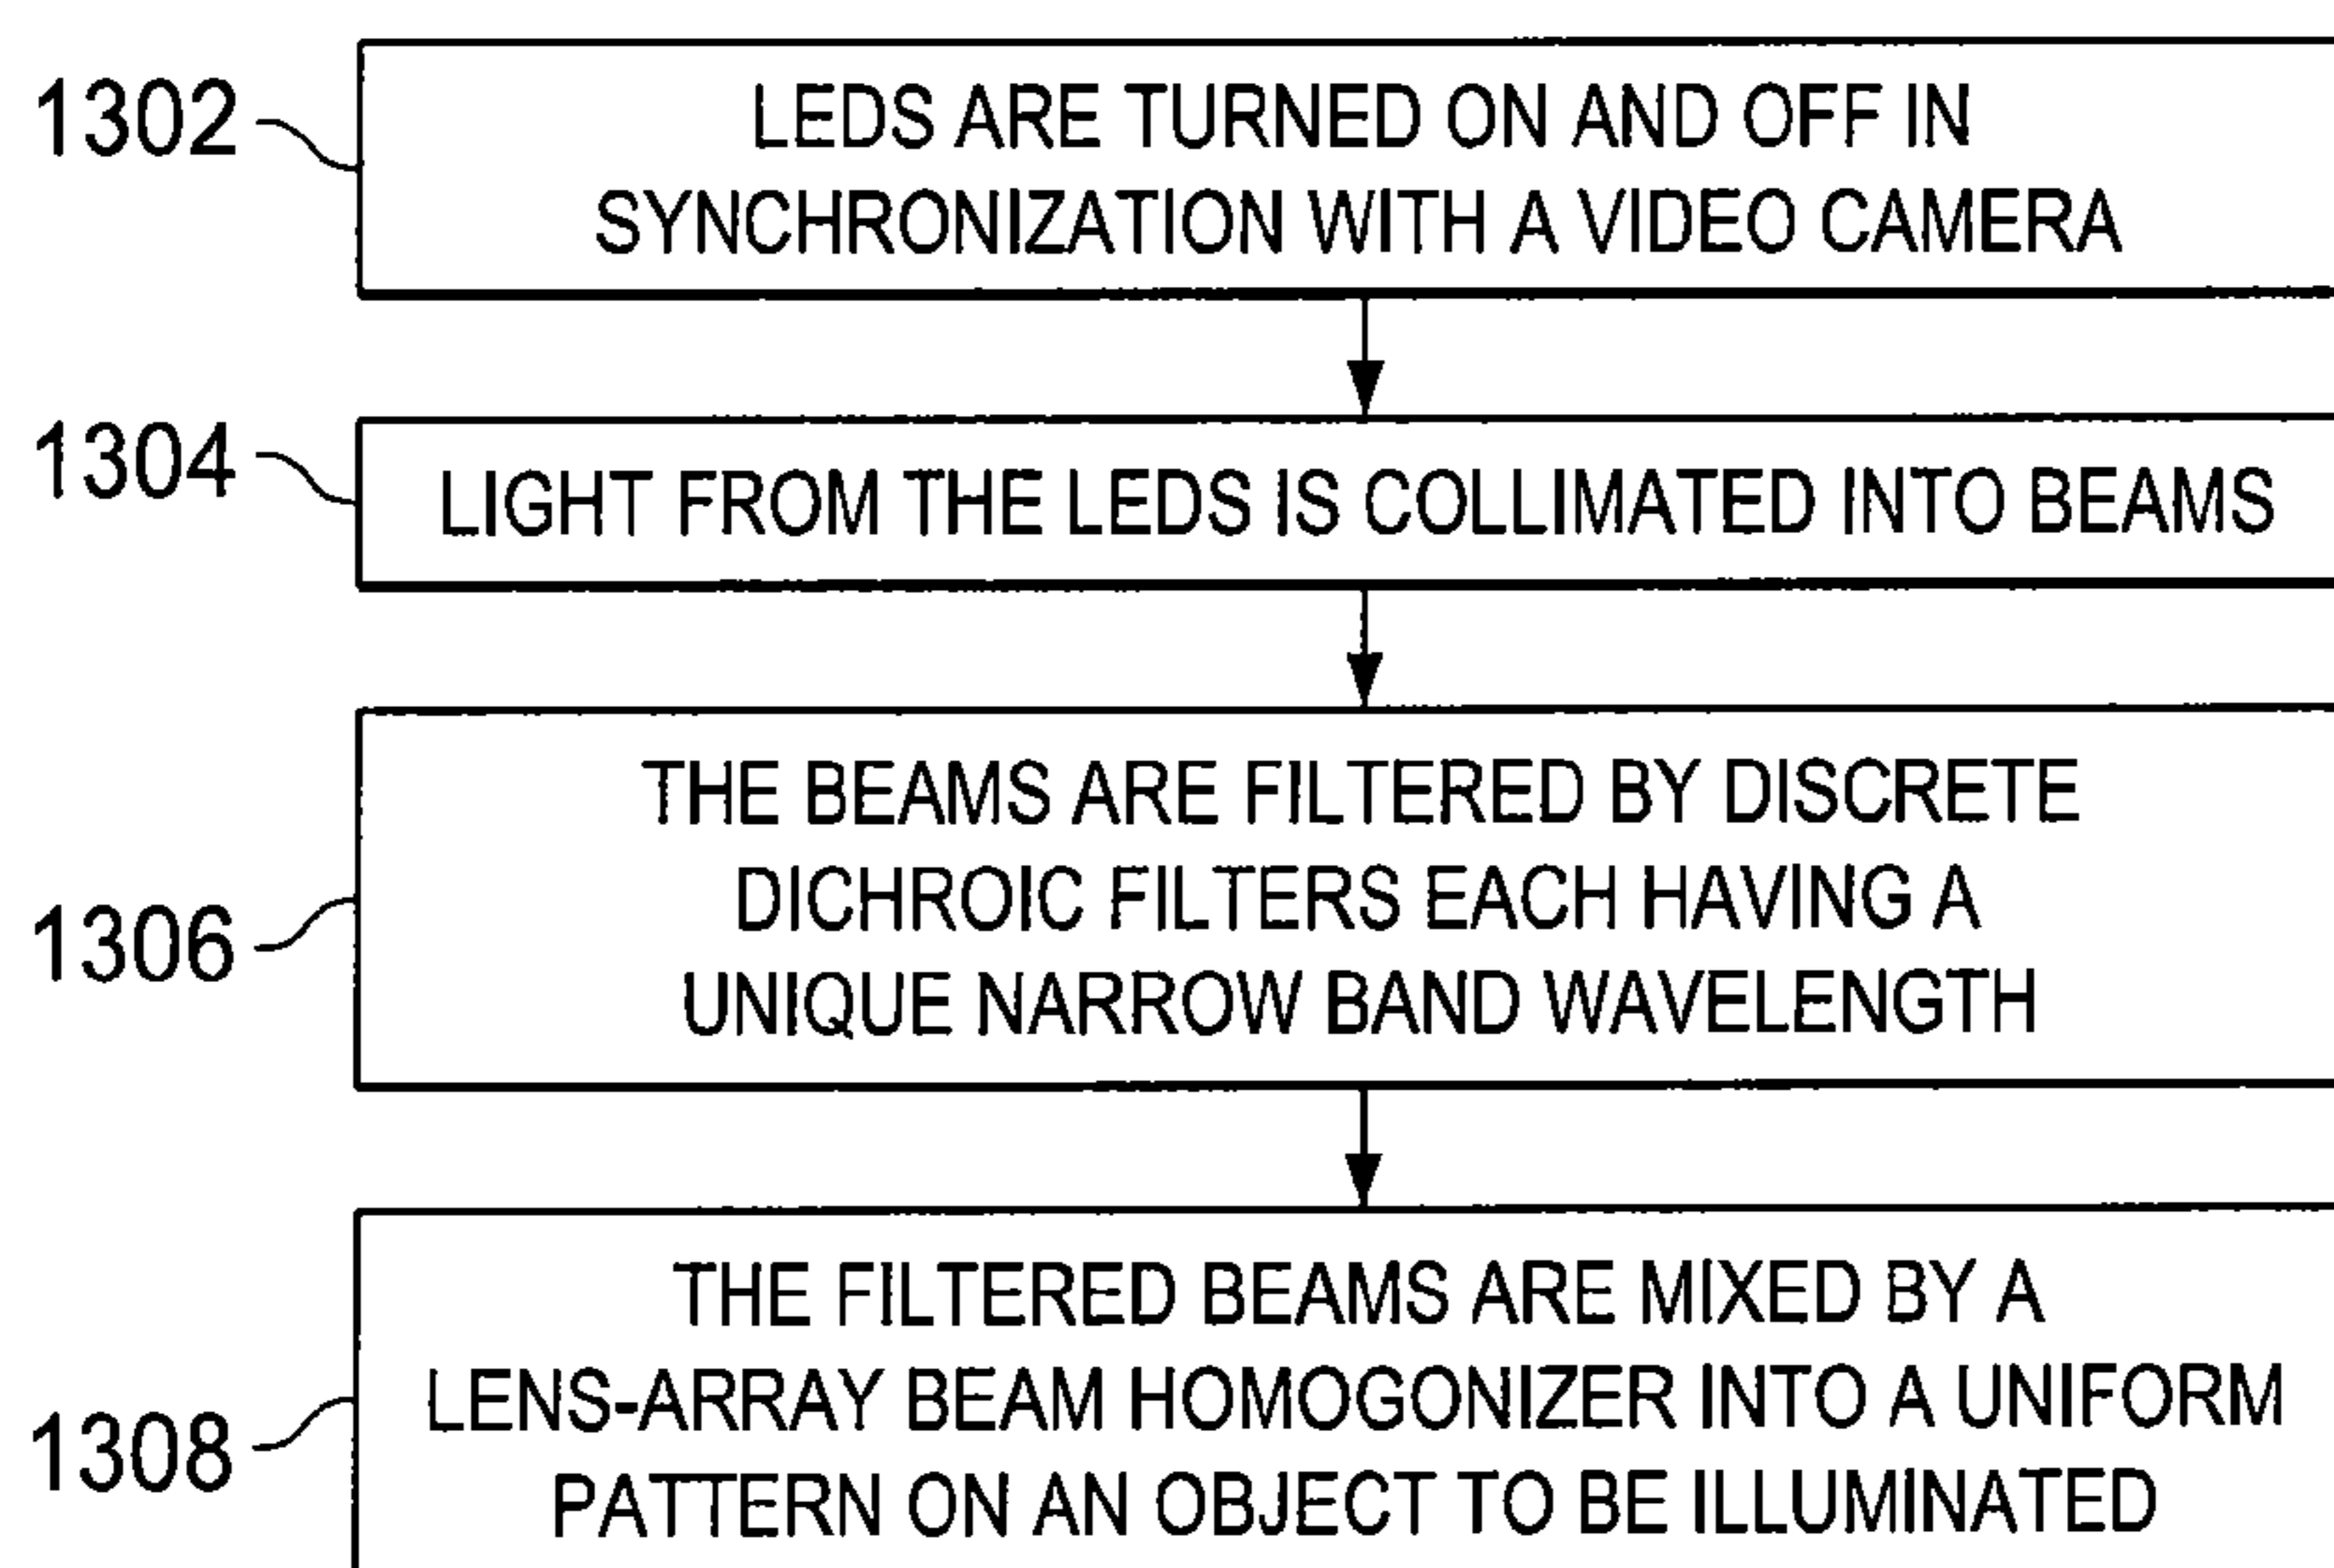 1302
LEDS ARE TURNED ON AND OFF IN
SYNCHRONIZATION WITH A VIDEO CAMERA
1304
LIGHT FROM THE LEDS IS COLLIMATED INTO BEAMS
1306
THE BEAMS ARE FILTERED BY DISCRETE
DICHROIC FILTERS EACH HAVING A
UNIQUE NARROW BAND WAVELENGTH
1308
THE FILTERED BEAMS ARE MIXED BY A
LENS-ARRAY BEAM HOMOGONIZER INTO A UNIFORM
PATTERN ON AN OBJECT TO BE ILLUMINATED